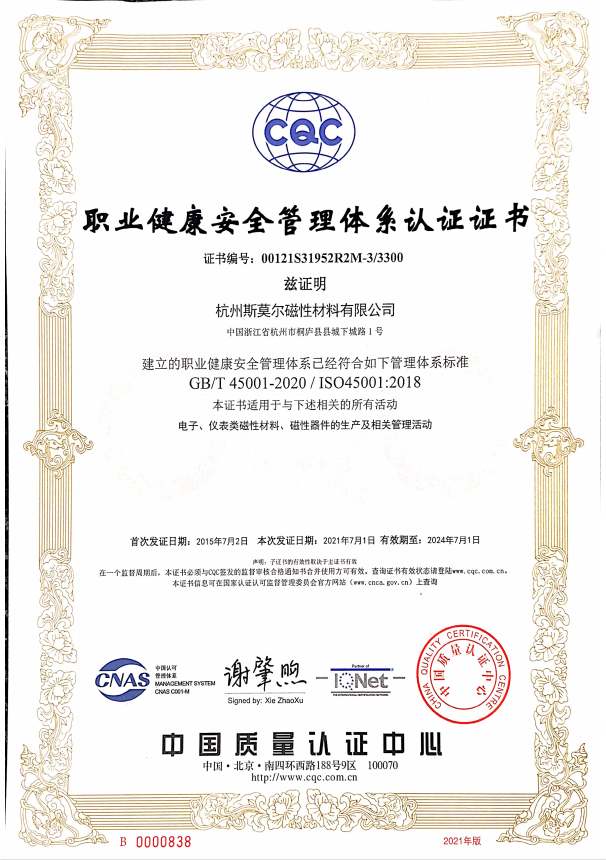 CQC
职业健康安全管理体系认证证书
证书编号：00121S31952R2M-3/3300
兹证明
杭州斯莫尔磁性材料有限公司
中国浙江省杭州市桐庐县县城下城路 1 号
建立的职业健康安全管理体系已经符合如下管理体系标准
GB/T 45001-2020 / ISO45001:2018
本证书适用于与下述相关的所有活动
电子、仪表类磁性材料、磁性器件的生产及相关管理活动
首次发证日期：2015年7月2日 本次发证日期：2021年7月1日 有效期至：2024年7月1日
声明：子证书的有效性取决于主证书有效
在一个监督周期后，本证书必须与CQC签发的监督审核合格通知书合并使用方可有效。查询证书有效状态请登陆www.cqc.com.cn。
本证书信息可在国家认证认可监督管理委员会官方网站（www.cnca.gov.cn）上查询
CNAS
中国认可
管理体系
MANAGEMENT SYSTEM
CNAS C001-M
谢肇煦
Signed by: Xie ZhaoXu
Partner of
IQNet
THE INTERNATIONAL CERTIFICATION NETWORK
CHINA QUALITY CERTIFICATION CENTRE
中国质量认证中心
中国质量认证中心
中国·北京·南四环西路188号9区 100070
http://www.cqc.com.cn
B 0000838
2021年版